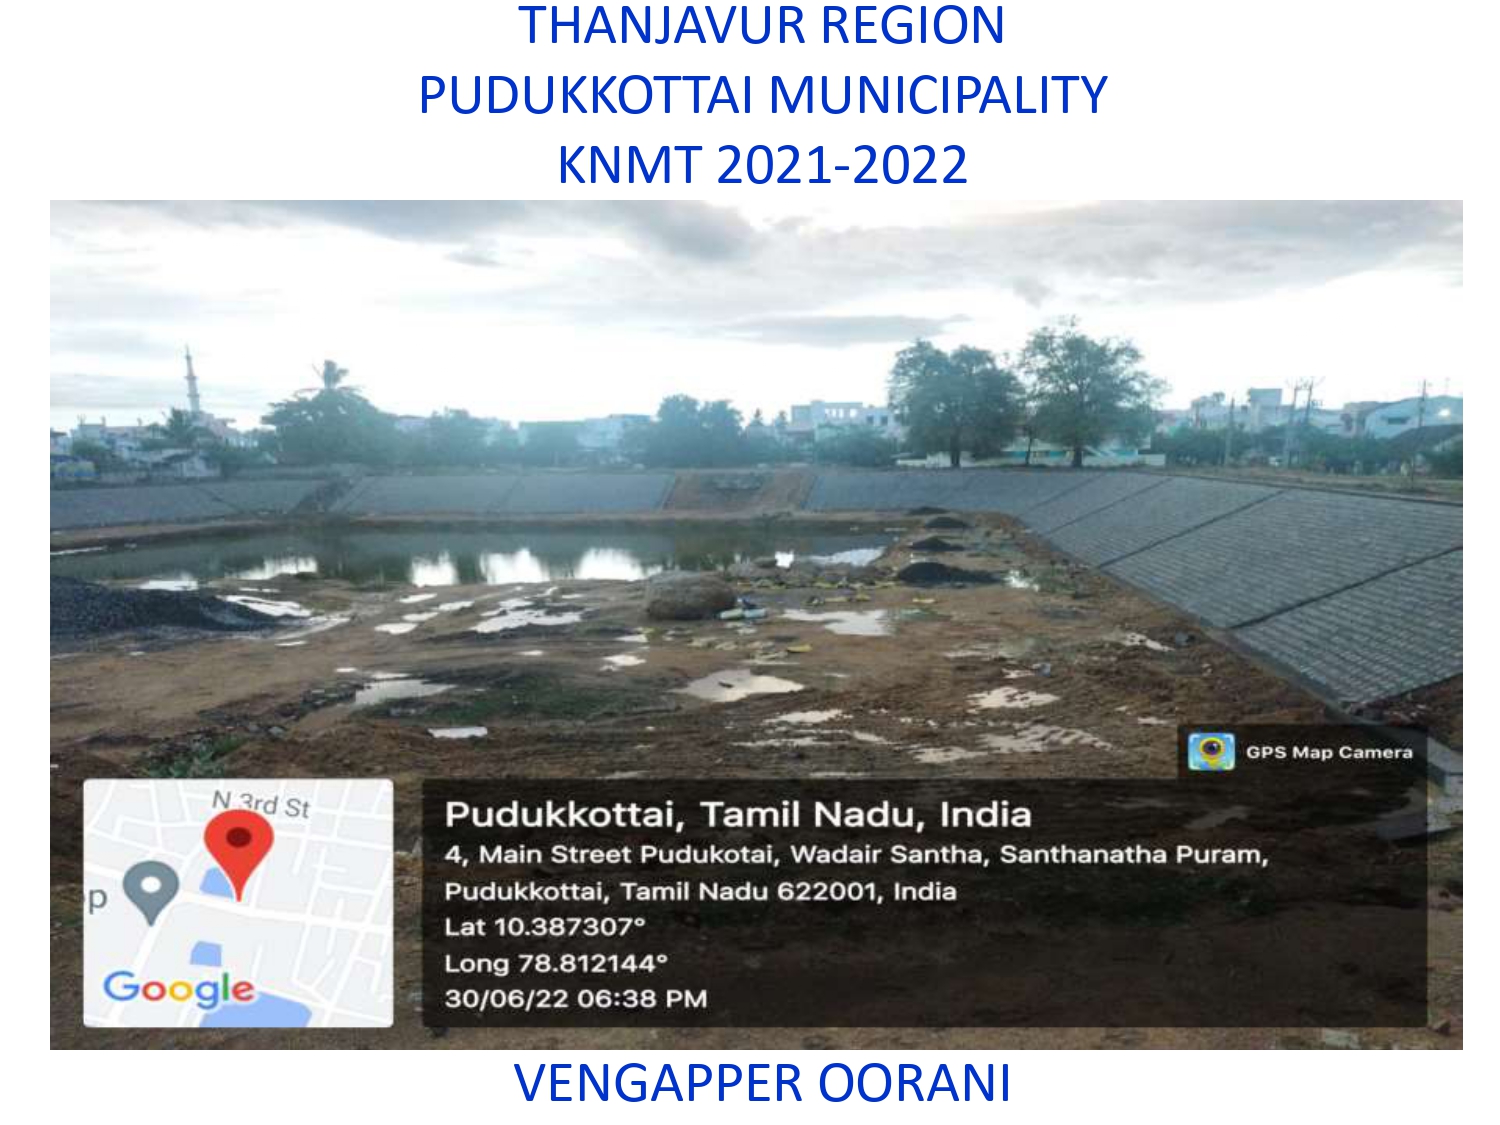 THANJAVUR REGION
PUDUKKOTTAI MUNICIPALITY
KNMT 2021-2022
GPS Map Camera
N 3rd St
p
Google
Pudukkottai, Tamil Nadu, India
4, Main Street Pudukotai, Wadair Santha, Santhanatha Puram,
Pudukkottai, Tamil Nadu 622001, India
Lat 10.387307°
Long 78.812144°
30/06/22 06:38 PM
VENGAPPER OORANI